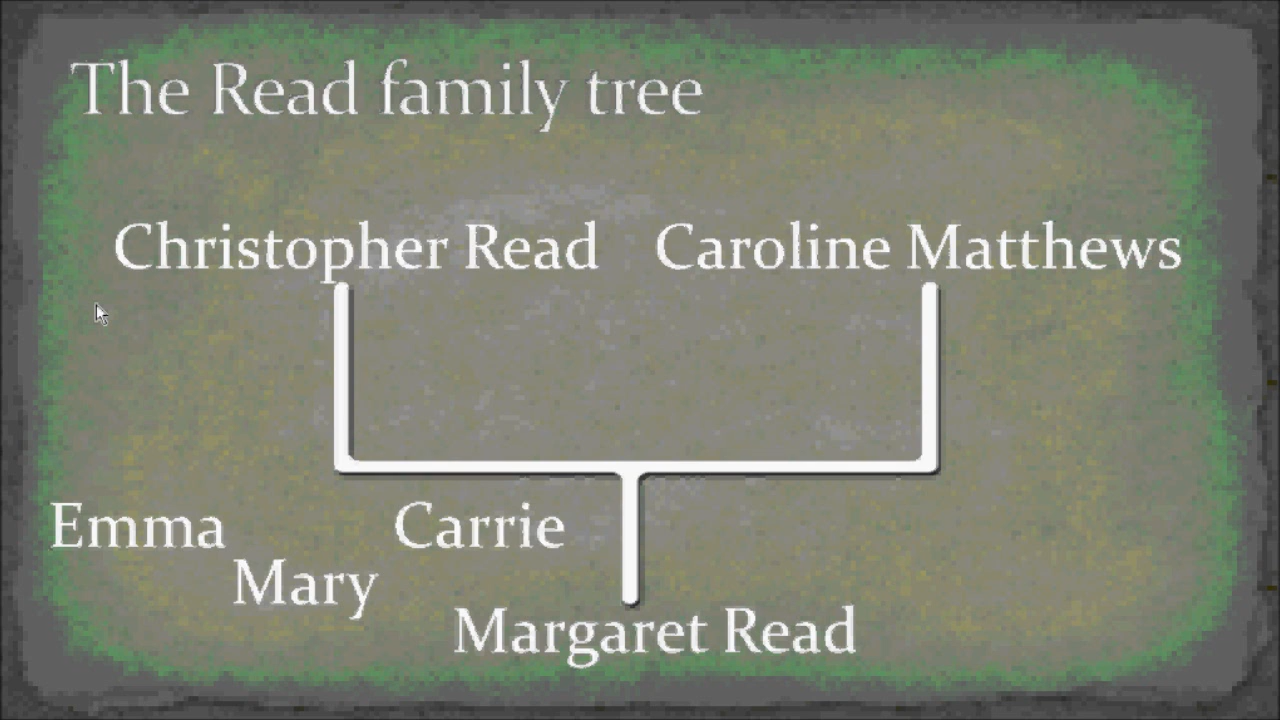 The Read family tree
Christopher Read Caroline Matthews
Emma Carrie
Mary
Margaret Read